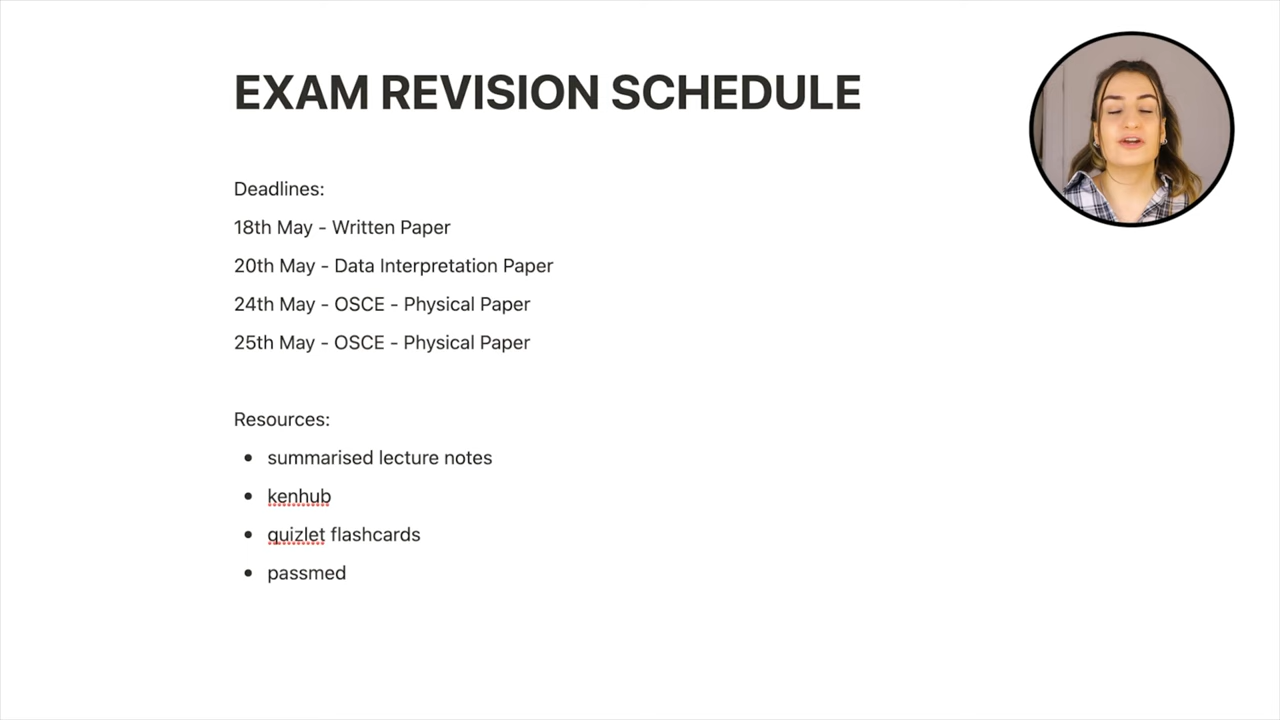 EXAM REVISION SCHEDULE
Deadlines:
18th May - Written Paper
20th May - Data Interpretation Paper
24th May - OSCE - Physical Paper
25th May - OSCE - Physical Paper
Resources:
• summarised lecture notes
• kenhub
• quizlet flashcards
• passmed